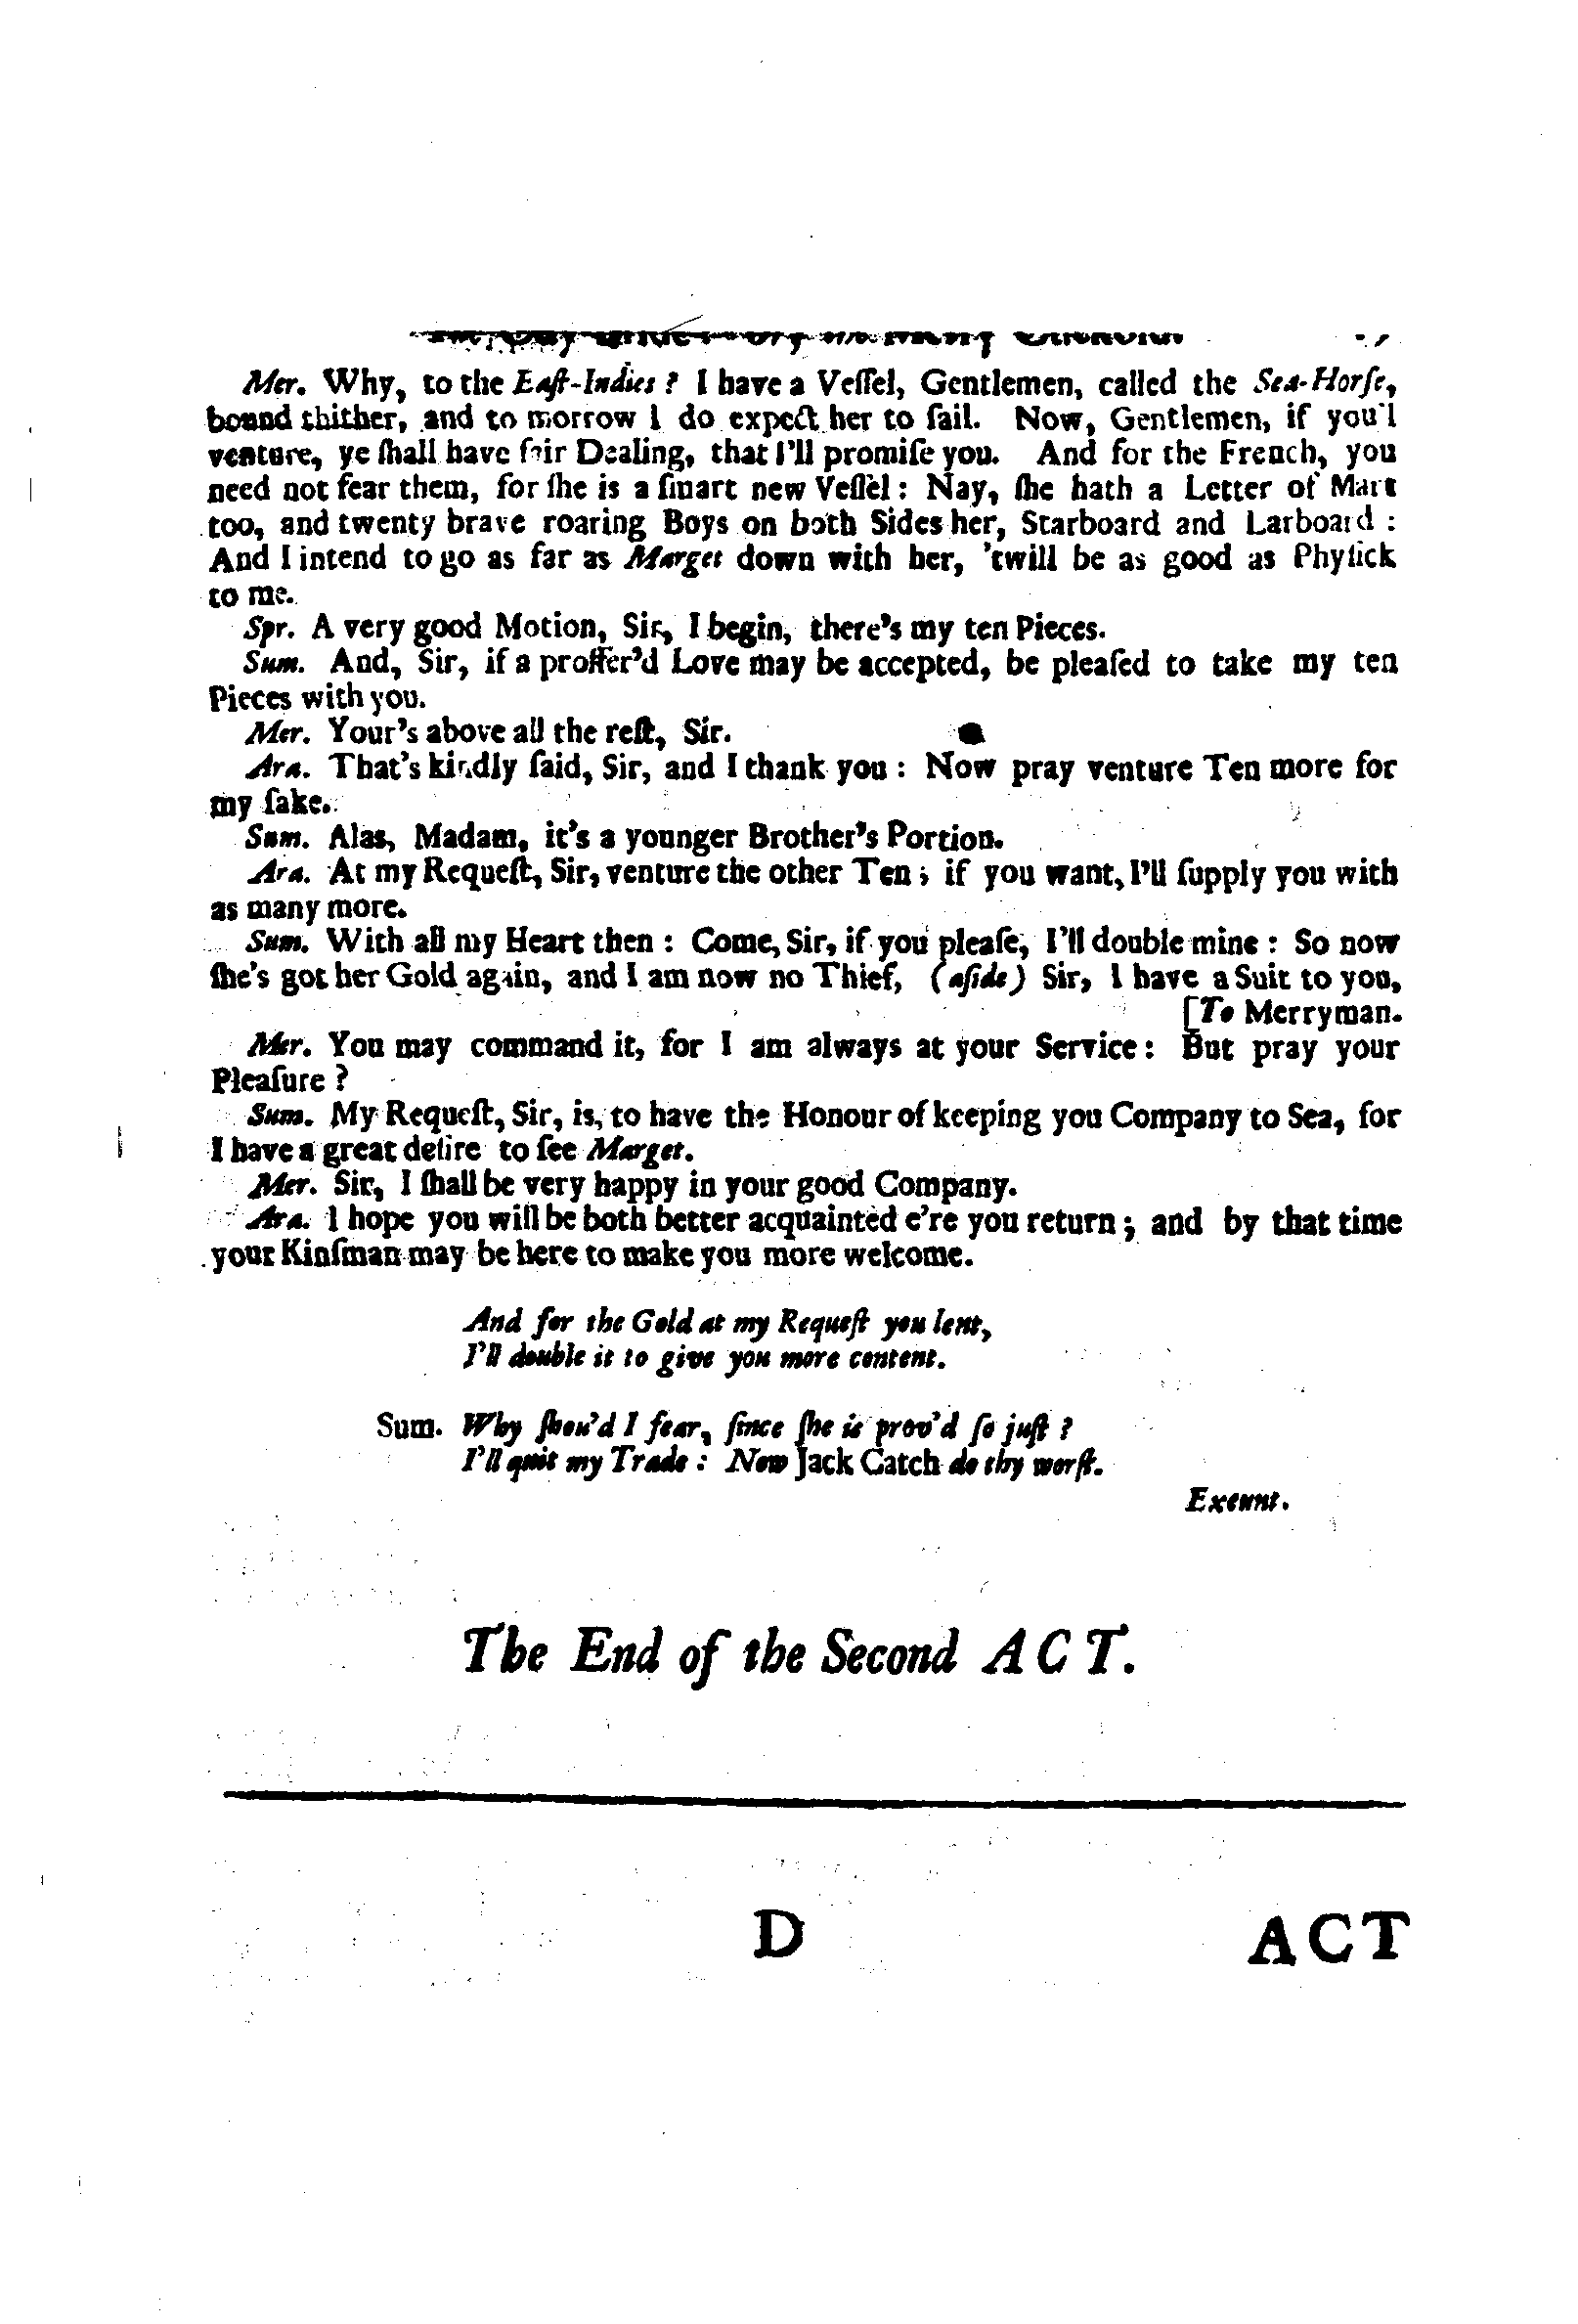 Mer. Why, to the Eaſt-Indies? I have a Veſſel, Gentlemen, called the Sea-Horſe,
bound thither, and to morrow I do expect her to ſail. Now, Gentlemen, if you'l
venture, ye ſhall have fair Dealing, that I'll promiſe you. And for the French, you
need not fear them, for ſhe is a ſmart new Veſſel: Nay, ſhe hath a Letter of Mart
too, and twenty brave roaring Boys on both Sides her, Starboard and Larboard:
And I intend to go as far as Marget down with her, 'twill be as good as Phyſick
to me.
Spr. A very good Motion, Sir, I begin, there's my ten Pieces.
Sum. And, Sir, if a proffer'd Love may be accepted, be pleaſed to take my ten
Pieces with you.
Mer. Your's above all the reſt, Sir.
Ara. That's kindly ſaid, Sir, and I thank you: Now pray venture Ten more for
my ſake.
Sum. Alas, Madam, it's a younger Brother's Portion.
Ara. At my Requeſt, Sir, venture the other Ten; if you want, I'll ſupply you with
as many more.
Sum. With all my Heart then: Come, Sir, if you pleaſe, I'll double mine: So now
ſhe's got her Gold again, and I am now no Thief, (aſide) Sir, I have a Suit to you,
[To Merryman.
Mer. You may command it, for I am always at your Service: But pray your
Pleaſure?
Sum. My Requeſt, Sir, is, to have the Honour of keeping you Company to Sea, for
I have a great deſire to ſee Marget.
Mer. Sir, I ſhall be very happy in your good Company.
Ara. I hope you will be both better acquainted e're you return; and by that time
your Kinſman may be here to make you more welcome.
And for the Gold at my Requeſt you lent,
I'll double it to give you more content.
Sum. Why ſhou'd I fear, ſince ſhe is prov'd ſo juſt?
I'll quit my Trade: Now Jack Catch do thy worſt.
Exeunt.
The End of the Second ACT.
D ACT